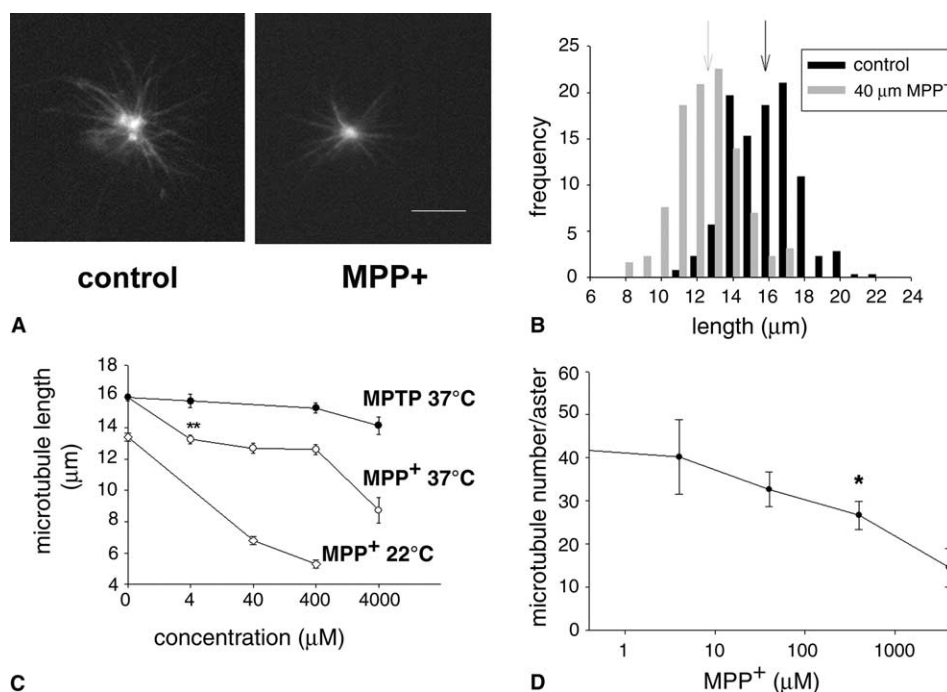 control
MPP+
A
25
20
15
10
5
0
frequency
6 8 10 12 14 16 18 20 22 24
length (μm)
control
40 μm MPP⁺
B
18
16
14
12
10
8
6
4
microtubule length
(μm)
**
MPTP 37°C
MPP⁺ 37°C
MPP⁺ 22°C
0 4 40 400 4000
concentration (μM)
C
60
50
40
30
20
10
0
microtubule number/aster
*
1 10 100 1000
MPP⁺ (μM)
D